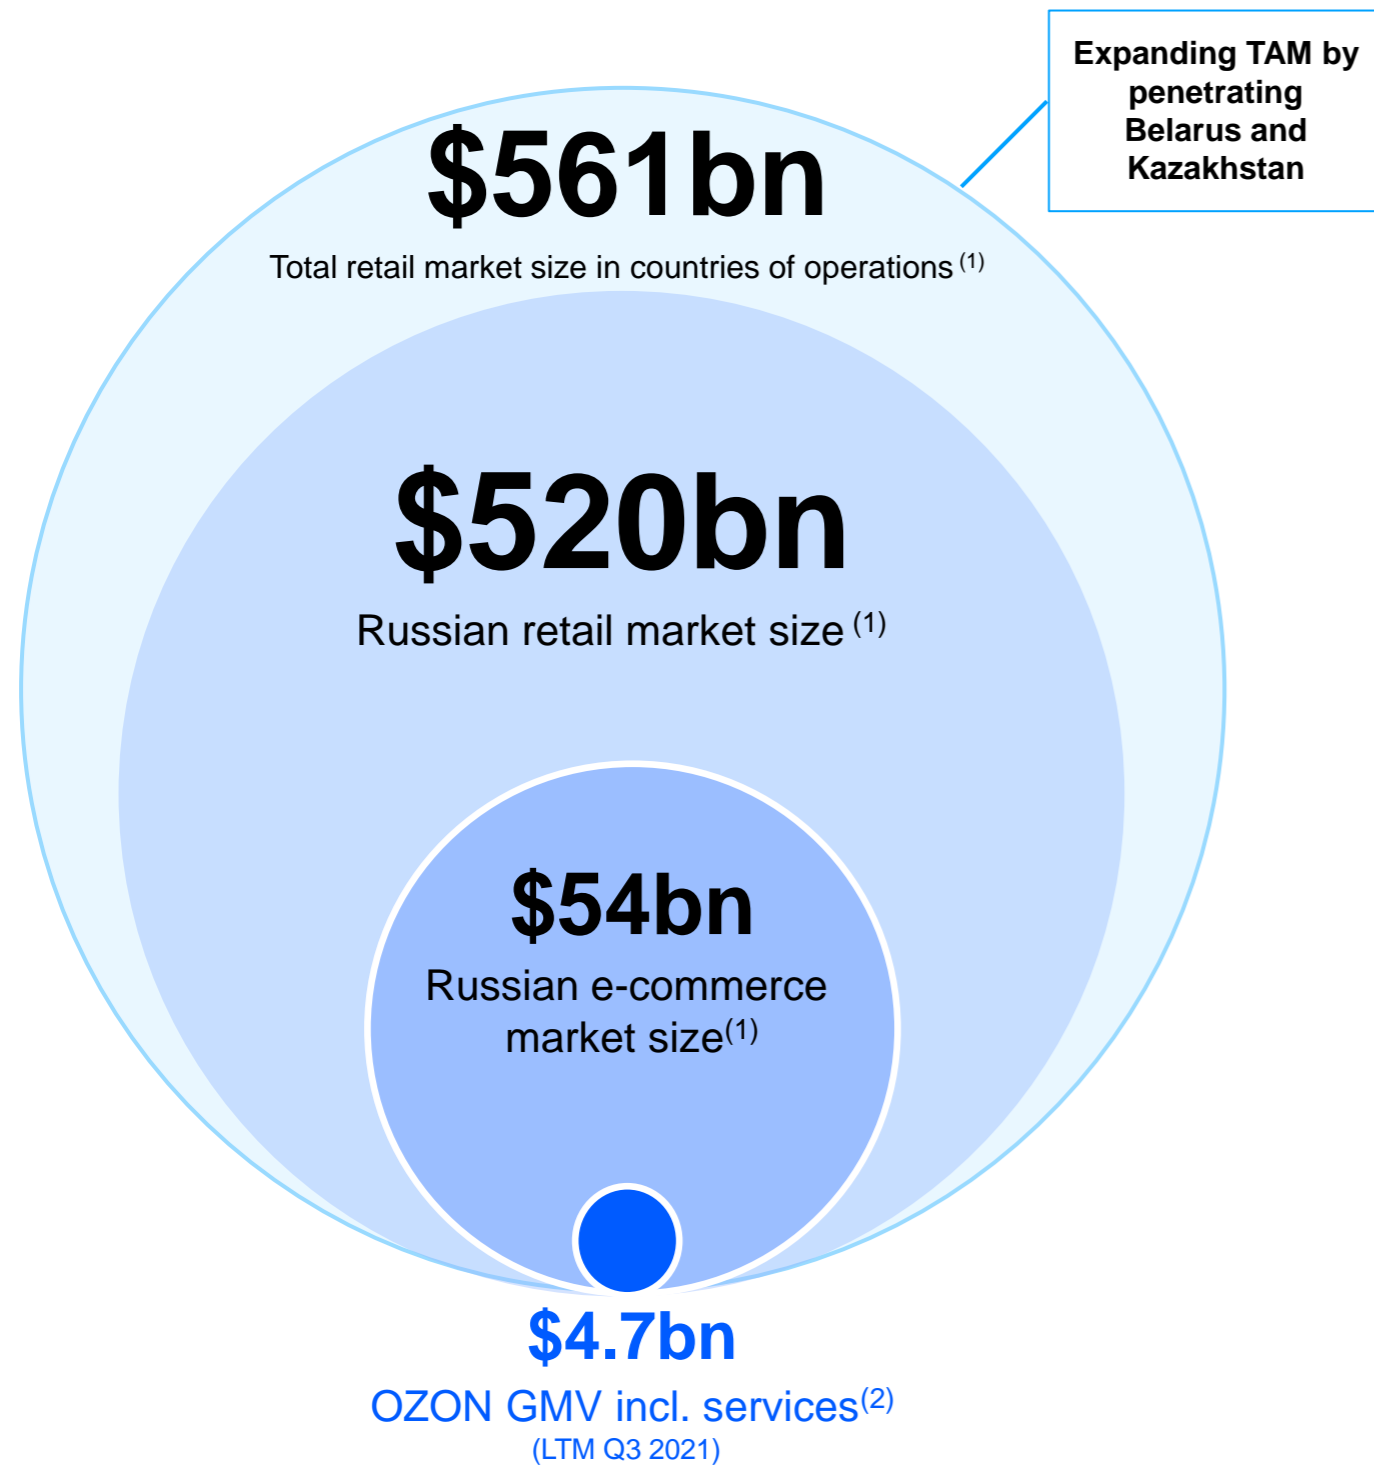 Expanding TAM by
penetrating
Belarus and
Kazakhstan
$561bn
Total retail market size in countries of operations (1)
$520bn
Russian retail market size (1)
$54bn
Russian e-commerce
market size(1)
$4.7bn
OZON GMV incl. services(2)
(LTM Q3 2021)